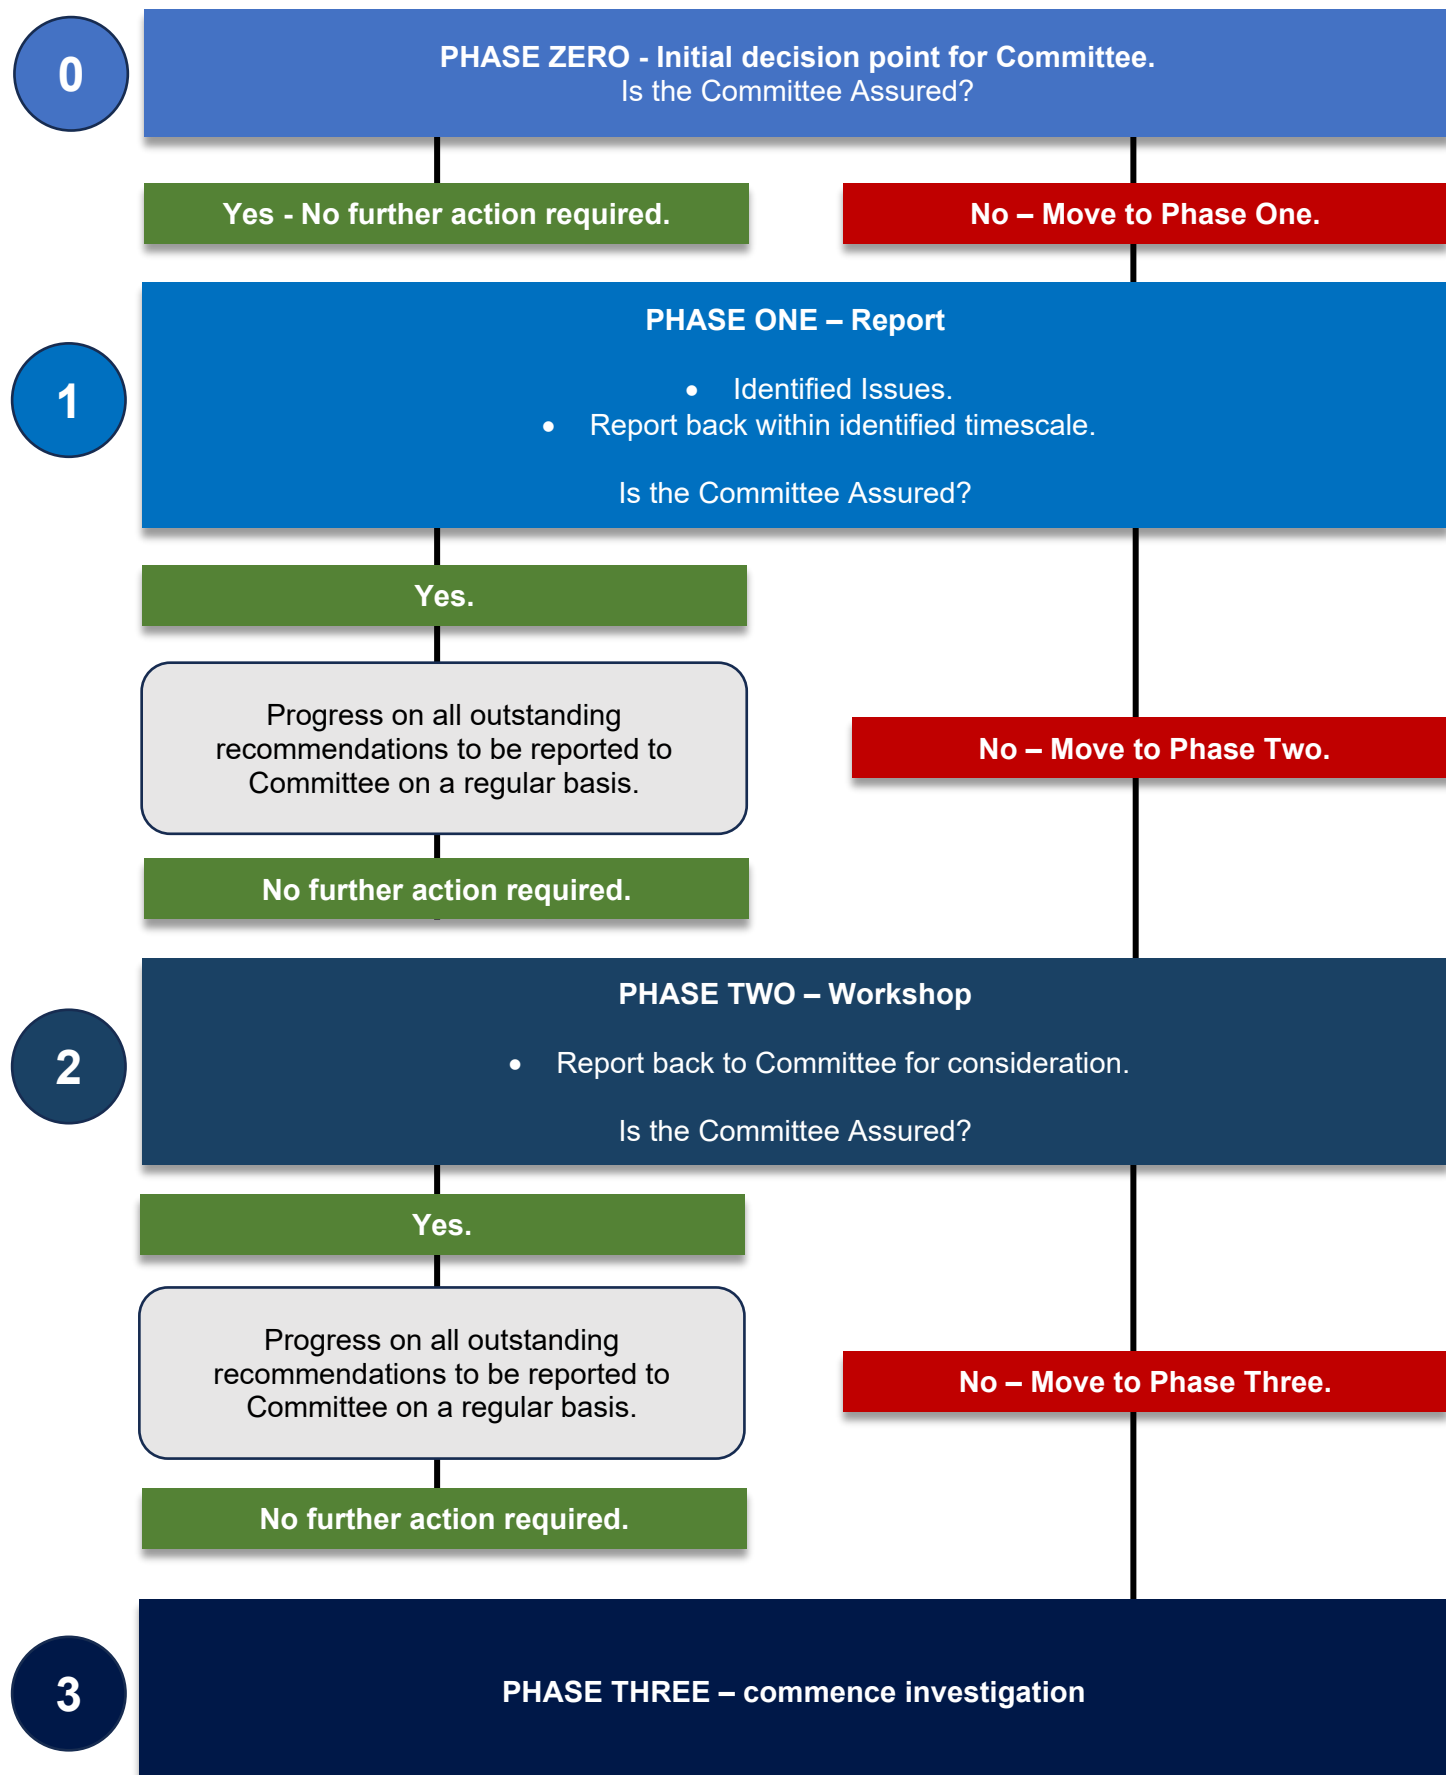 0
PHASE ZERO - Initial decision point for Committee.
Is the Committee Assured?
Yes - No further action required.
No – Move to Phase One.
1
PHASE ONE – Report
• Identified Issues.
• Report back within identified timescale.
Is the Committee Assured?
Yes.
Progress on all outstanding
recommendations to be reported to
Committee on a regular basis.
No – Move to Phase Two.
No further action required.
2
PHASE TWO – Workshop
• Report back to Committee for consideration.
Is the Committee Assured?
Yes.
Progress on all outstanding
recommendations to be reported to
Committee on a regular basis.
No – Move to Phase Three.
No further action required.
3
PHASE THREE – commence investigation